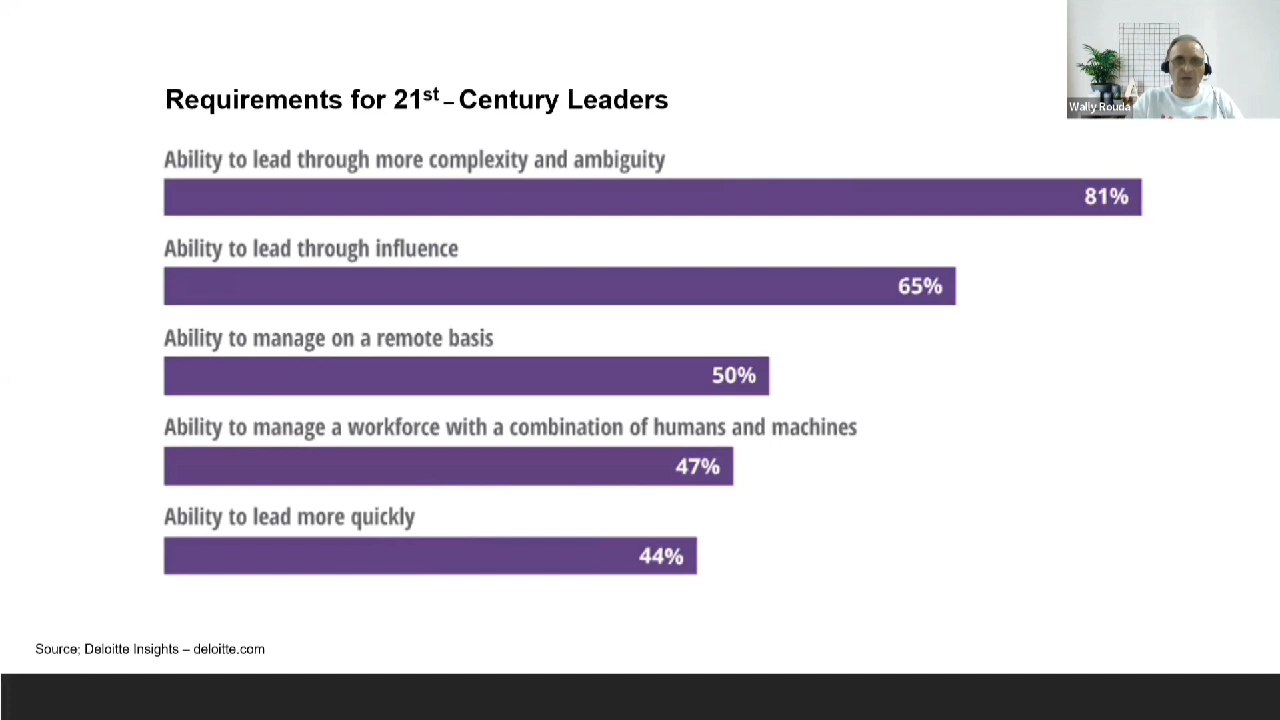 Requirements for 21st – Century Leaders
Wally Rouda
Ability to lead through more complexity and ambiguity
81%
Ability to lead through influence
65%
Ability to manage on a remote basis
50%
Ability to manage a workforce with a combination of humans and machines
47%
Ability to lead more quickly
44%
Source; Deloitte Insights – deloitte.com